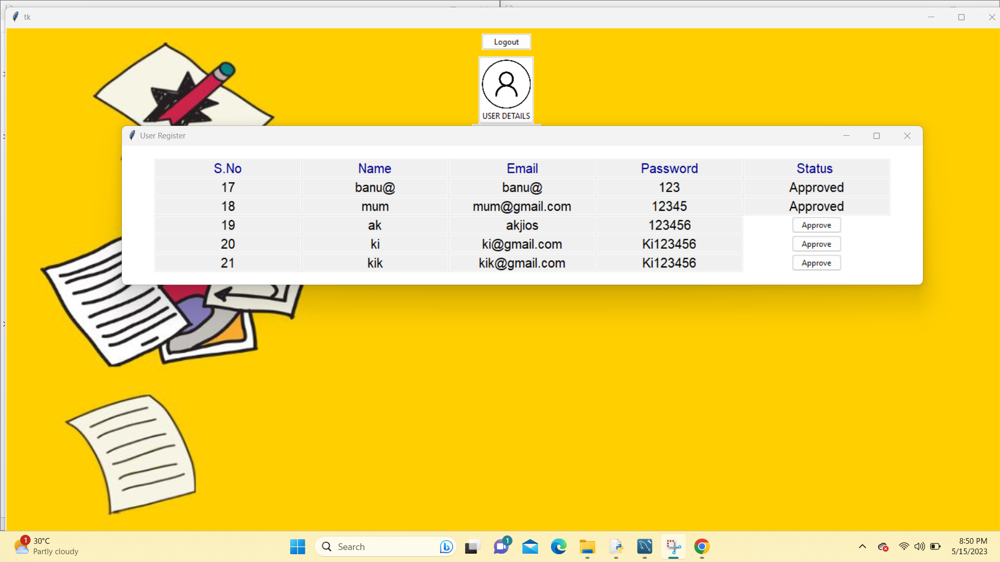 tk
Logout
USER DETAILS
User Register
S.No Name Email Password Status
17 banu@ banu@ 123 Approved
18 mum mum@gmail.com 12345 Approved
19 ak akjios 123456 Approve
20 ki ki@gmail.com Ki123456 Approve
21 kik kik@gmail.com Ki123456 Approve
1 30°C
Partly cloudy
Search
1
8:50 PM
5/15/2023